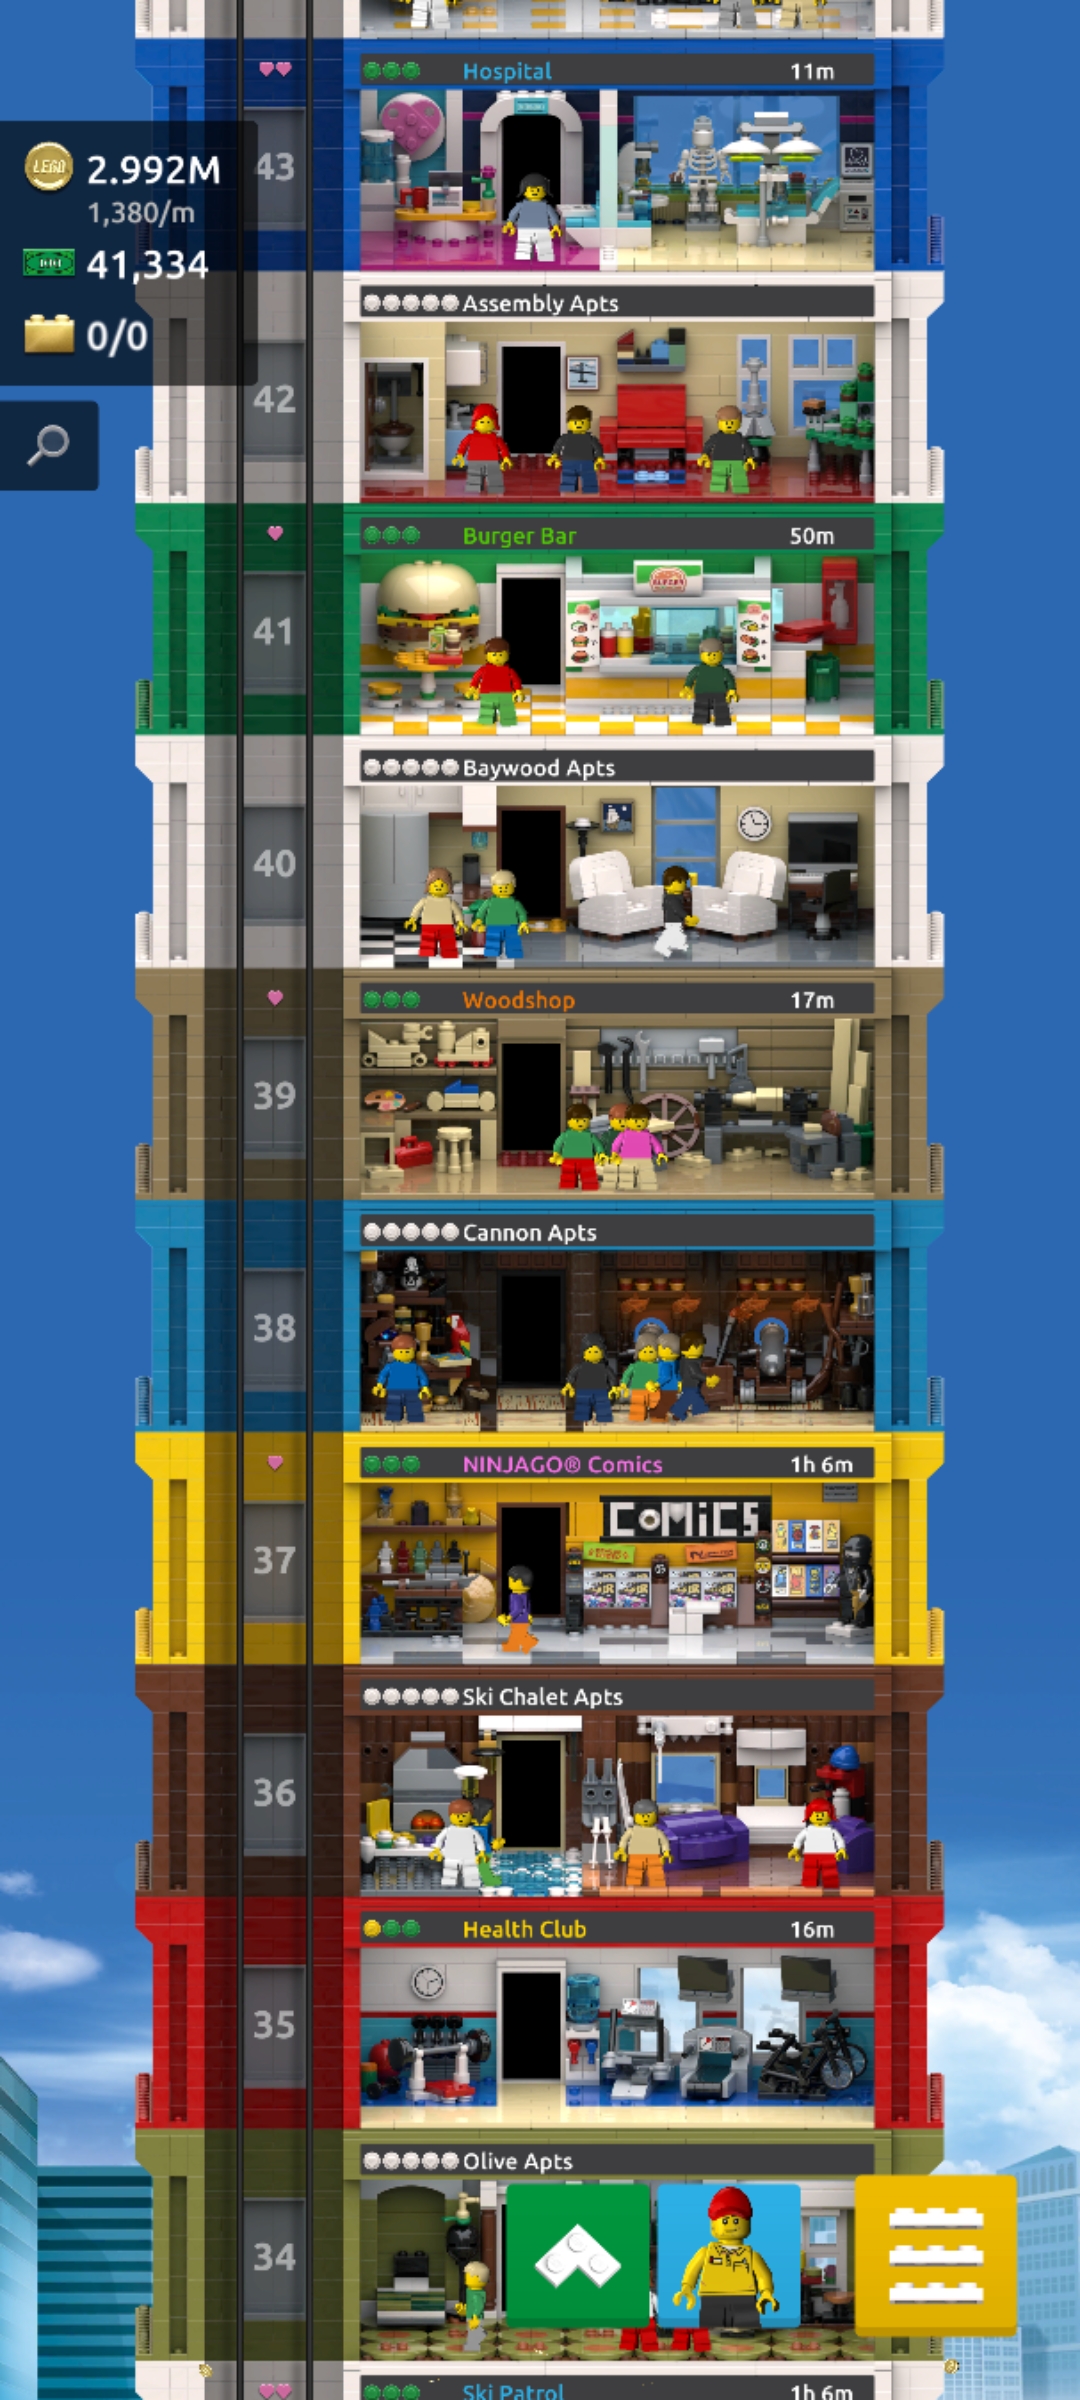 Hospital 11m
43
LEGO 2.992M
1,380/m
41,334
0/0
Assembly Apts
42
Burger Bar 50m
41
Baywood Apts
40
Woodshop 17m
39
Cannon Apts
38
NINJAGO® Comics 1h 6m
COMiCS
37
Ski Chalet Apts
36
Health Club 16m
35
Olive Apts
34
Ski Patrol 1h 6m